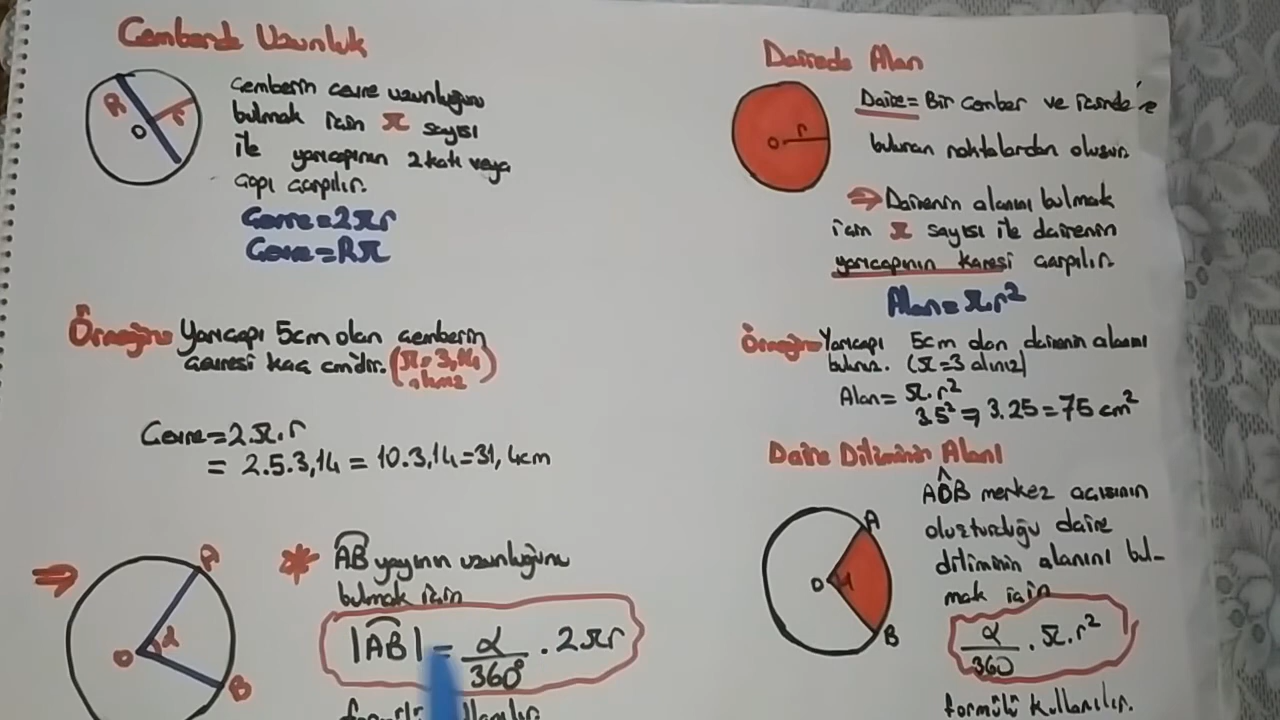 Çemberde Uzunluk
R
r
O
Çemberin çevre uzunluğunu
bulmak için π sayısı
ile yarıçapının 2 katı veya
çapı çarpılır.
Çevre=2πr
Çevre=Rπ
Örneğin: Yarıçapı 5cm olan çemberin
çevresi kaç cmdir. (π=3,14
alınız)
Çevre=2.π.r
= 2.5.3,14 = 10.3,14=31,4cm
⇒
A
O
α
B
* AB yayının uzunluğunu
bulmak için
|AB| = α/360° . 2πr
formülü kullanılır.
Dairede Alan
O
r
Daire= Bir çember ve içinde
bulunan noktalardan oluşur.
⇒ Dairenin alanını bulmak
için π sayısı ile dairenin
yarıçapının karesi çarpılır.
Alan=π.r²
Örneğin: Yarıçapı 5cm olan dairenin alanını
bulunuz. (π=3 alınız)
Alan= π.r²
3.5² ⇒ 3.25=75 cm²
Daire Diliminin Alanı
A
O
B
AOB merkez açısının
oluşturduğu daire
diliminin alanını bul-
mak için
α/360 . π.r²
formülü kullanılır.